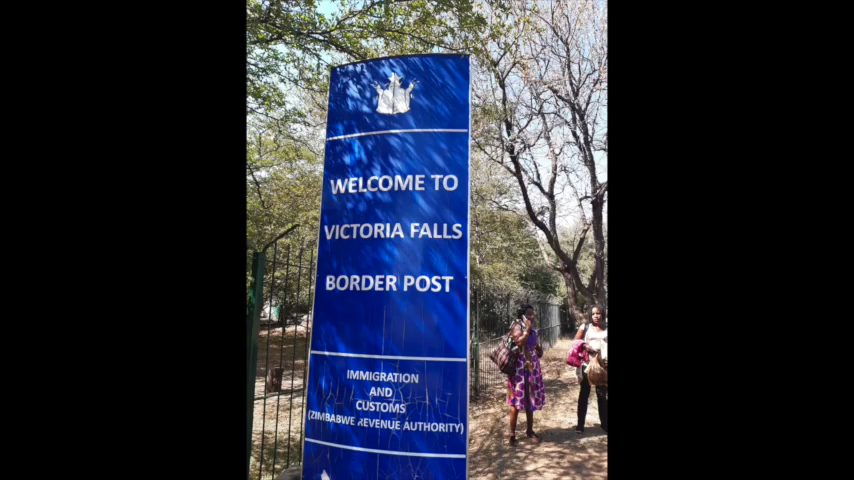 WELCOME TO
VICTORIA FALLS
BORDER POST
IMMIGRATION
AND
CUSTOMS
(ZIMBABWE REVENUE AUTHORITY)